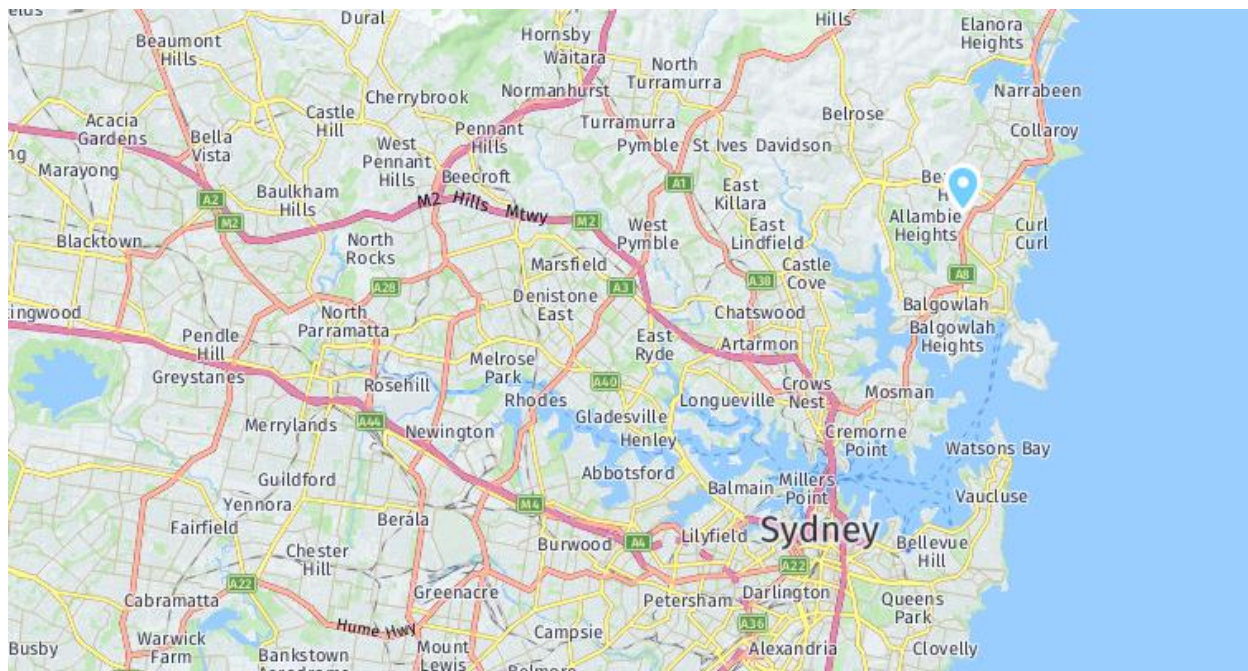 Dural
Hills
Elanora
Heights
Hornsby
Waitara
Beaumont
Hills
North
Turramurra
Cherrybrook
Normanhurst
Narrabeen
Acacia
Gardens
Castle
Hill
Turramurra
Belrose
Bella
Vista
Pennant
Hills
Collaroy
West
Pennant
Hills
Pymble
St Ives
Davidson
Marayong
Beecroft
A1
A2
Baulkham
Hills
M2 Hills Mtwy
East
Killara
M2
M2
Allambie
Heights
Curl
Curl
West
Pymble
East
Lindfield
Blacktown
North
Rocks
Marsfield
Castle
Cove
A28
A3
A38
A8
Denistone
East
Balgowlah
North
Parramatta
Chatswood
Pendle
Hill
East
Ryde
Artarmon
Balgowlah
Heights
Melrose
Park
Greystanes
Rosehill
A40
Crows
Nest
Mosman
Rhodes
Longueville
Merrylands
A44
Newington
Gladesville
Henley
Cremorne
Point
Watsons Bay
Guildford
Abbotsford
Millers
Point
Balmain
Vaucluse
Yennora
M4
Fairfield
Berala
Sydney
Lilyfield
Burwood
A4
Bellevue
Hill
Chester
Hill
A22
A22
Greenacre
Cabramatta
Petersham
Darlington
Queens
Park
Hume Hwy
A36
Campsie
Busby
Warwick
Farm
Bankstown
Mount
Lewis
Alexandria
Clovelly